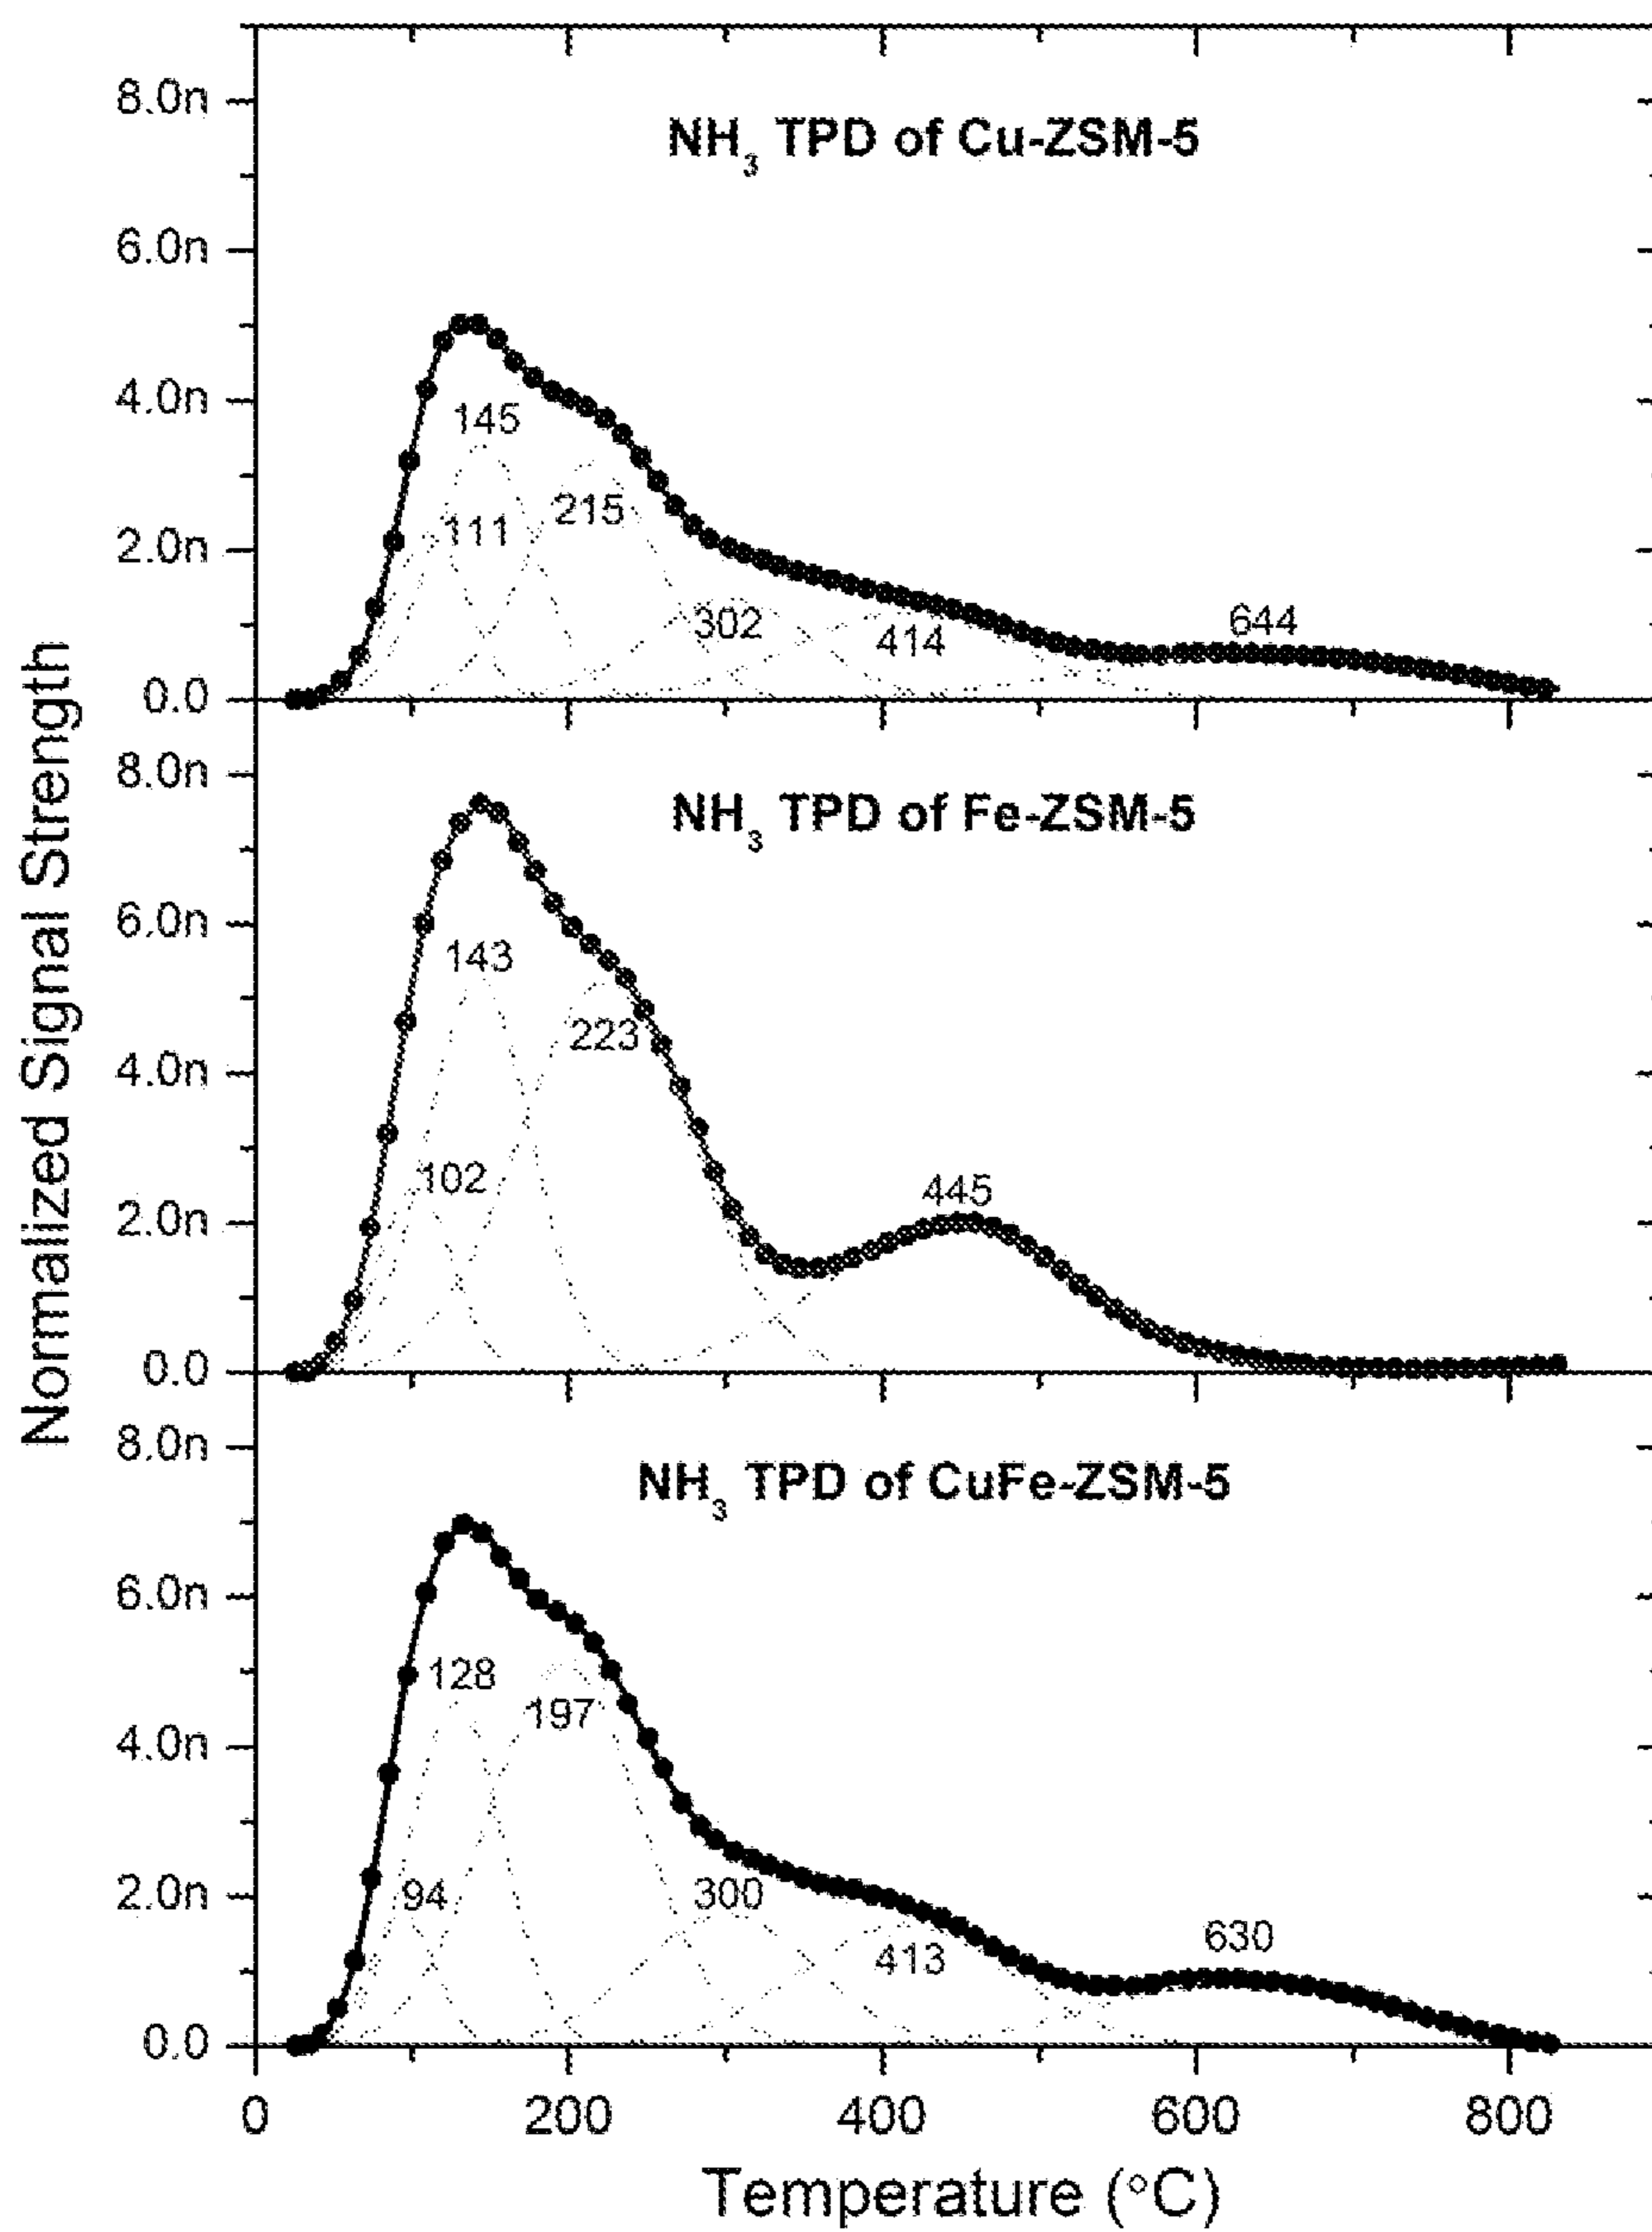 Normalized Signal Strength
8.0n
NH₃ TPD of Cu-ZSM-5
6.0n
4.0n
145
215
111
2.0n
302
414
644
0.0
8.0n
NH₃ TPD of Fe-ZSM-5
6.0n
143
223
4.0n
102
445
2.0n
0.0
8.0n
NH₃ TPD of CuFe-ZSM-5
6.0n
128
197
4.0n
94
300
2.0n
413
630
0.0
0 200 400 600 800
Temperature (°C)